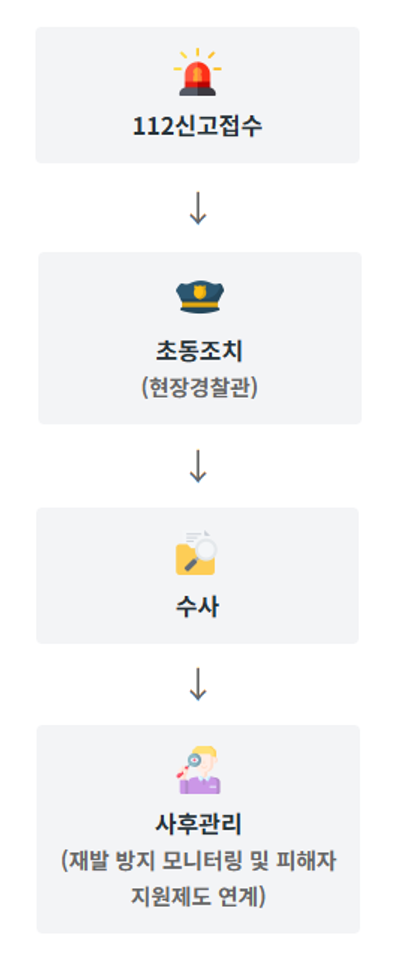 112신고접수
초동조치
(현장경찰관)
수사
사후관리
(재발 방지 모니터링 및 피해자
지원제도 연계)